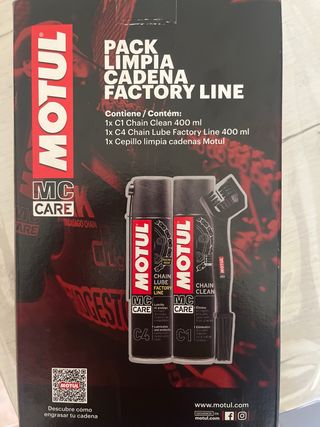 MOTUL
MC
CARE
PACK
LIMPIA
CADENA
FACTORY LINE
Contiene / Contém:
1x C1 Chain Clean 400 ml
1x C4 Chain Lube Factory Line 400 ml
1x Cepillo limpia cadenas Motul
MOTUL
MC
CARE
CHAIN
LUBE
FACTORY
LINE
C4
MOTUL
MC
CARE
CHAIN
CLEAN
C1
MOTUL
MOTUL
Descubre cómo
engrasar tu cadena
www.motul.com